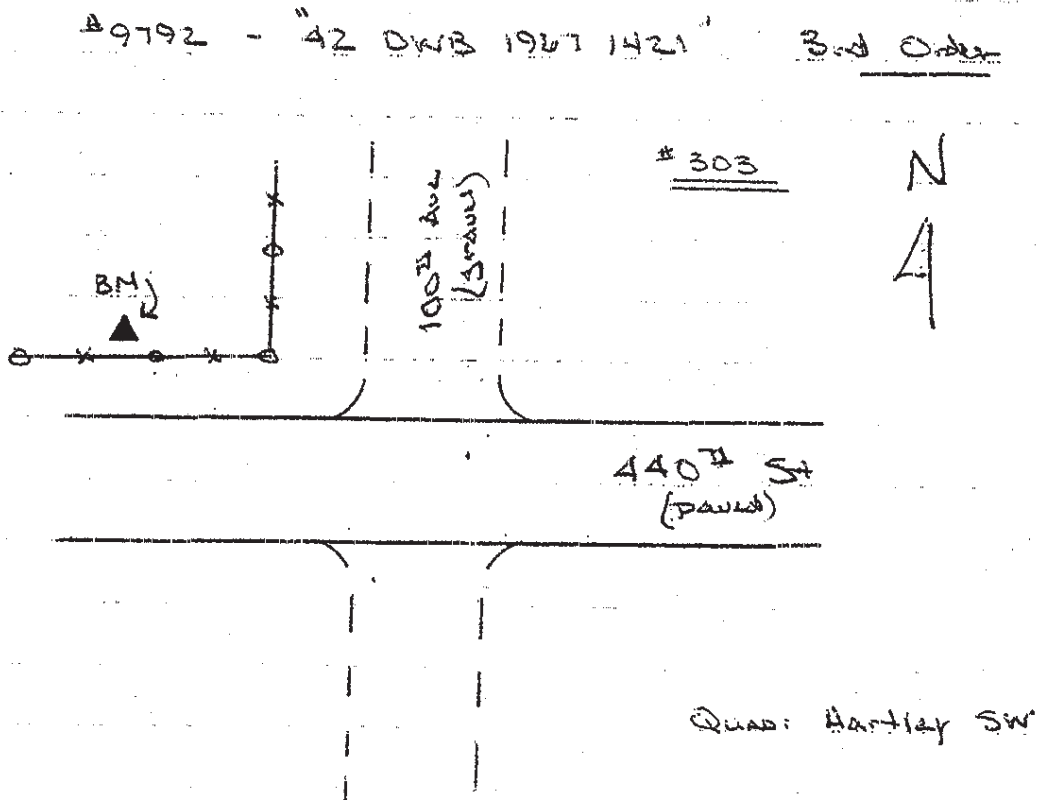 #9792 - "42 DWB 1967 1421" 3rd Order
#303
N
100TH Ave
(gravel)
BM
440TH St
(paved)
Quad: Hartley SW